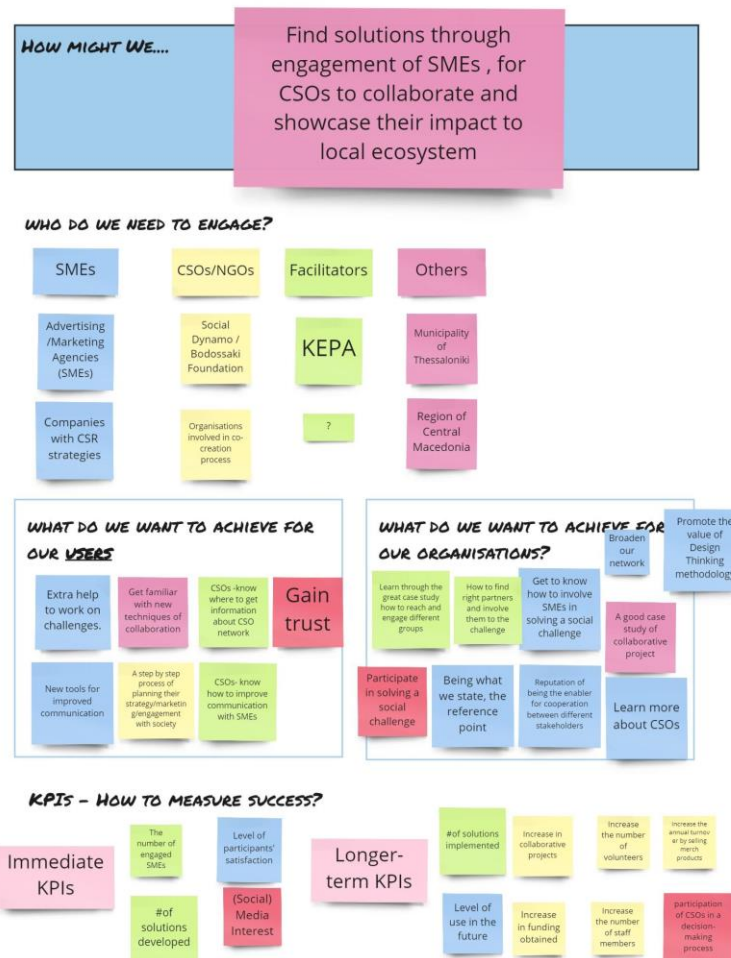 HOW MIGHT WE....
Find solutions through
engagement of SMEs , for
CSOs to collaborate and
showcase their impact to
local ecosystem
WHO DO WE NEED TO ENGAGE?
SMEs
CSOs/NGOs
Facilitators
Others
Advertising
/Marketing
Agencies
(SMEs)
Social
Dynamo /
Bodossaki
Foundation
KEPA
Municipality
of
Thessaloniki
Companies
with CSR
strategies
Organisations
involved in co-
creation
process
?
Region of
Central
Macedonia
WHAT DO WE WANT TO ACHIEVE FOR
OUR USERS
Extra help
to work on
challenges.
Get familiar
with new
techniques of
collaboration
CSOs -know
where to get
information
about CSO
network
Gain
trust
New tools for
improved
communication
A step by step
process of
planning their
strategy/marketin
g/engagement
with society
CSOs- know
how to improve
communication
with SMEs
WHAT DO WE WANT TO ACHIEVE FOR
OUR ORGANISATIONS?
Broaden
our
network
Promote the
value of
Design
Thinking
methodology
Learn through the
great case study
how to reach and
engage different
groups
How to find
right partners
and involve
them to the
challenge
Get to know
how to involve
SMEs in
solving a social
challenge
A good case
study of
collaborative
project
Participate
in solving a
social
challenge
Being what
we state, the
reference
point
Reputation of
being the enabler
for cooperation
between different
stakeholders
Learn more
about CSOs
KPIS - HOW TO MEASURE SUCCESS?
Immediate
KPIs
The
number of
engaged
SMEs
Level of
participants'
satisfaction
#of
solutions
developed
(Social)
Media
Interest
Longer-
term KPIs
#of solutions
implemented
Increase in
collaborative
projects
Increase the
number of
volunteers
Increase the
annual turnov
er by selling
merch
products
Level of
use in the
future
Increase
in funding
obtained
Increase
the number
of staff
members
participation
of CSOs in a
decision-
making
process